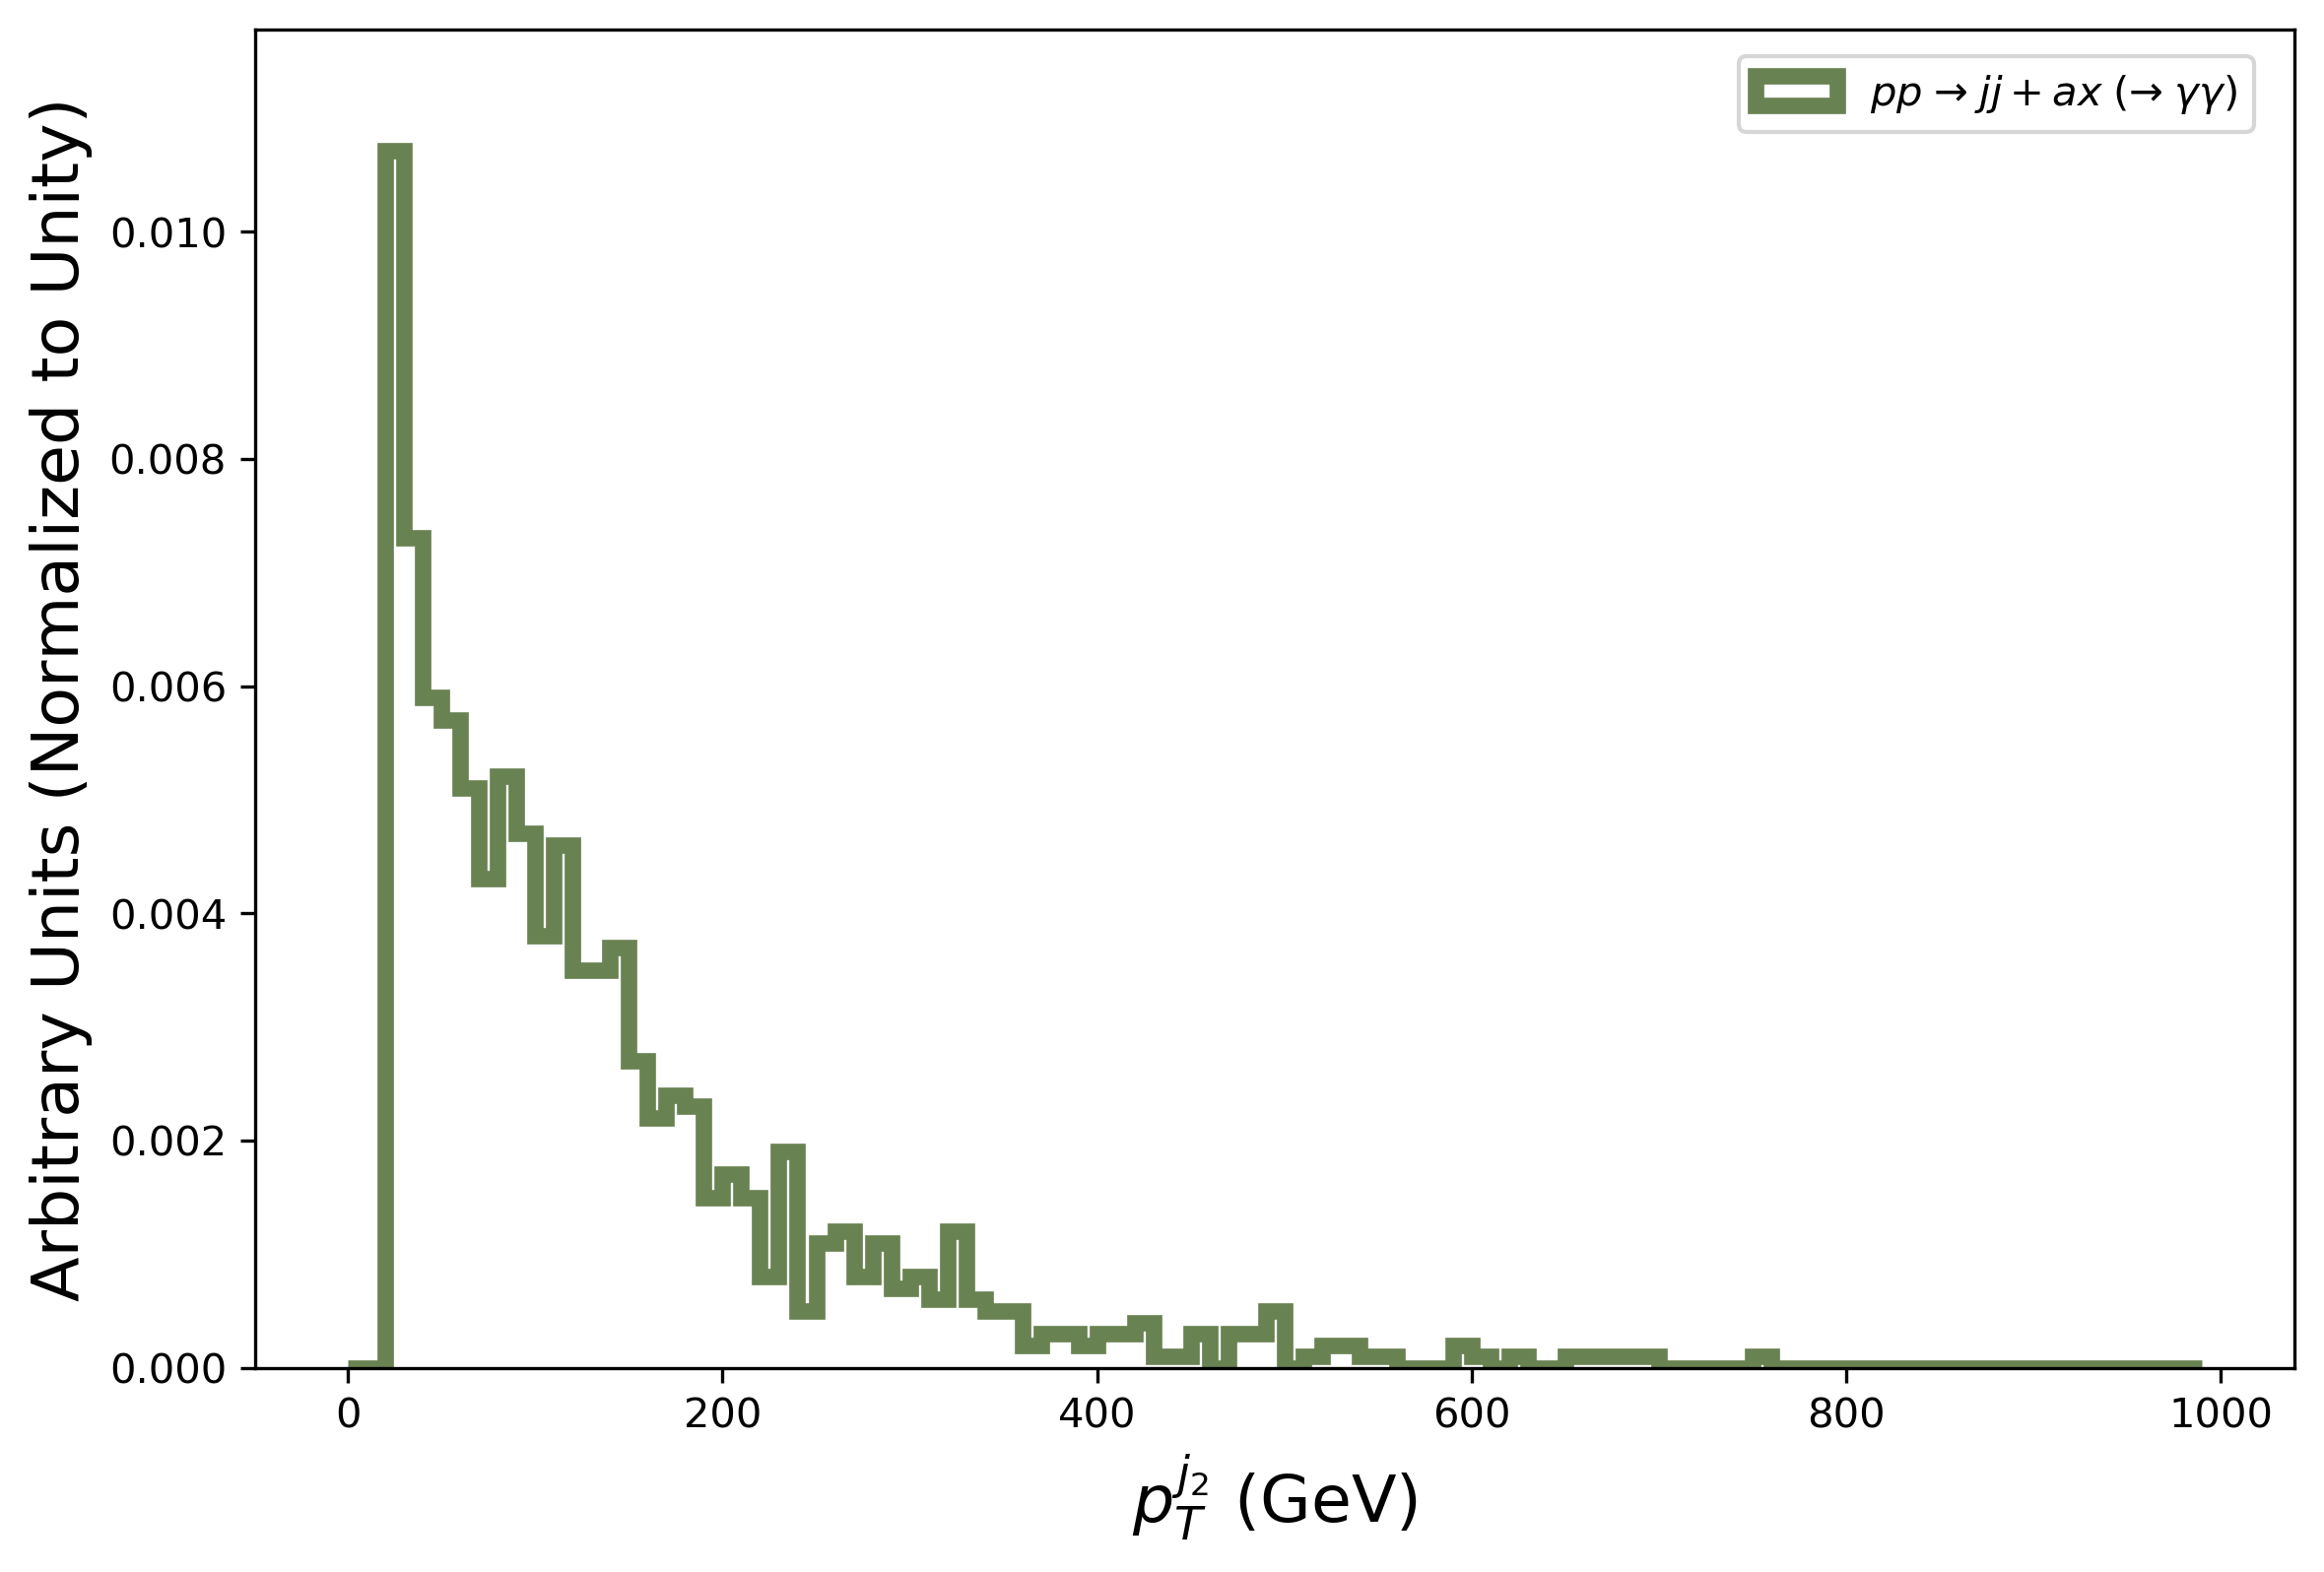 pp → jj + ax (→ γγ)
Arbitrary Units (Normalized to Unity)
0.010
0.008
0.006
0.004
0.002
0.000
0 200 400 600 800 1000
$p_T^{j_2}$ (GeV)